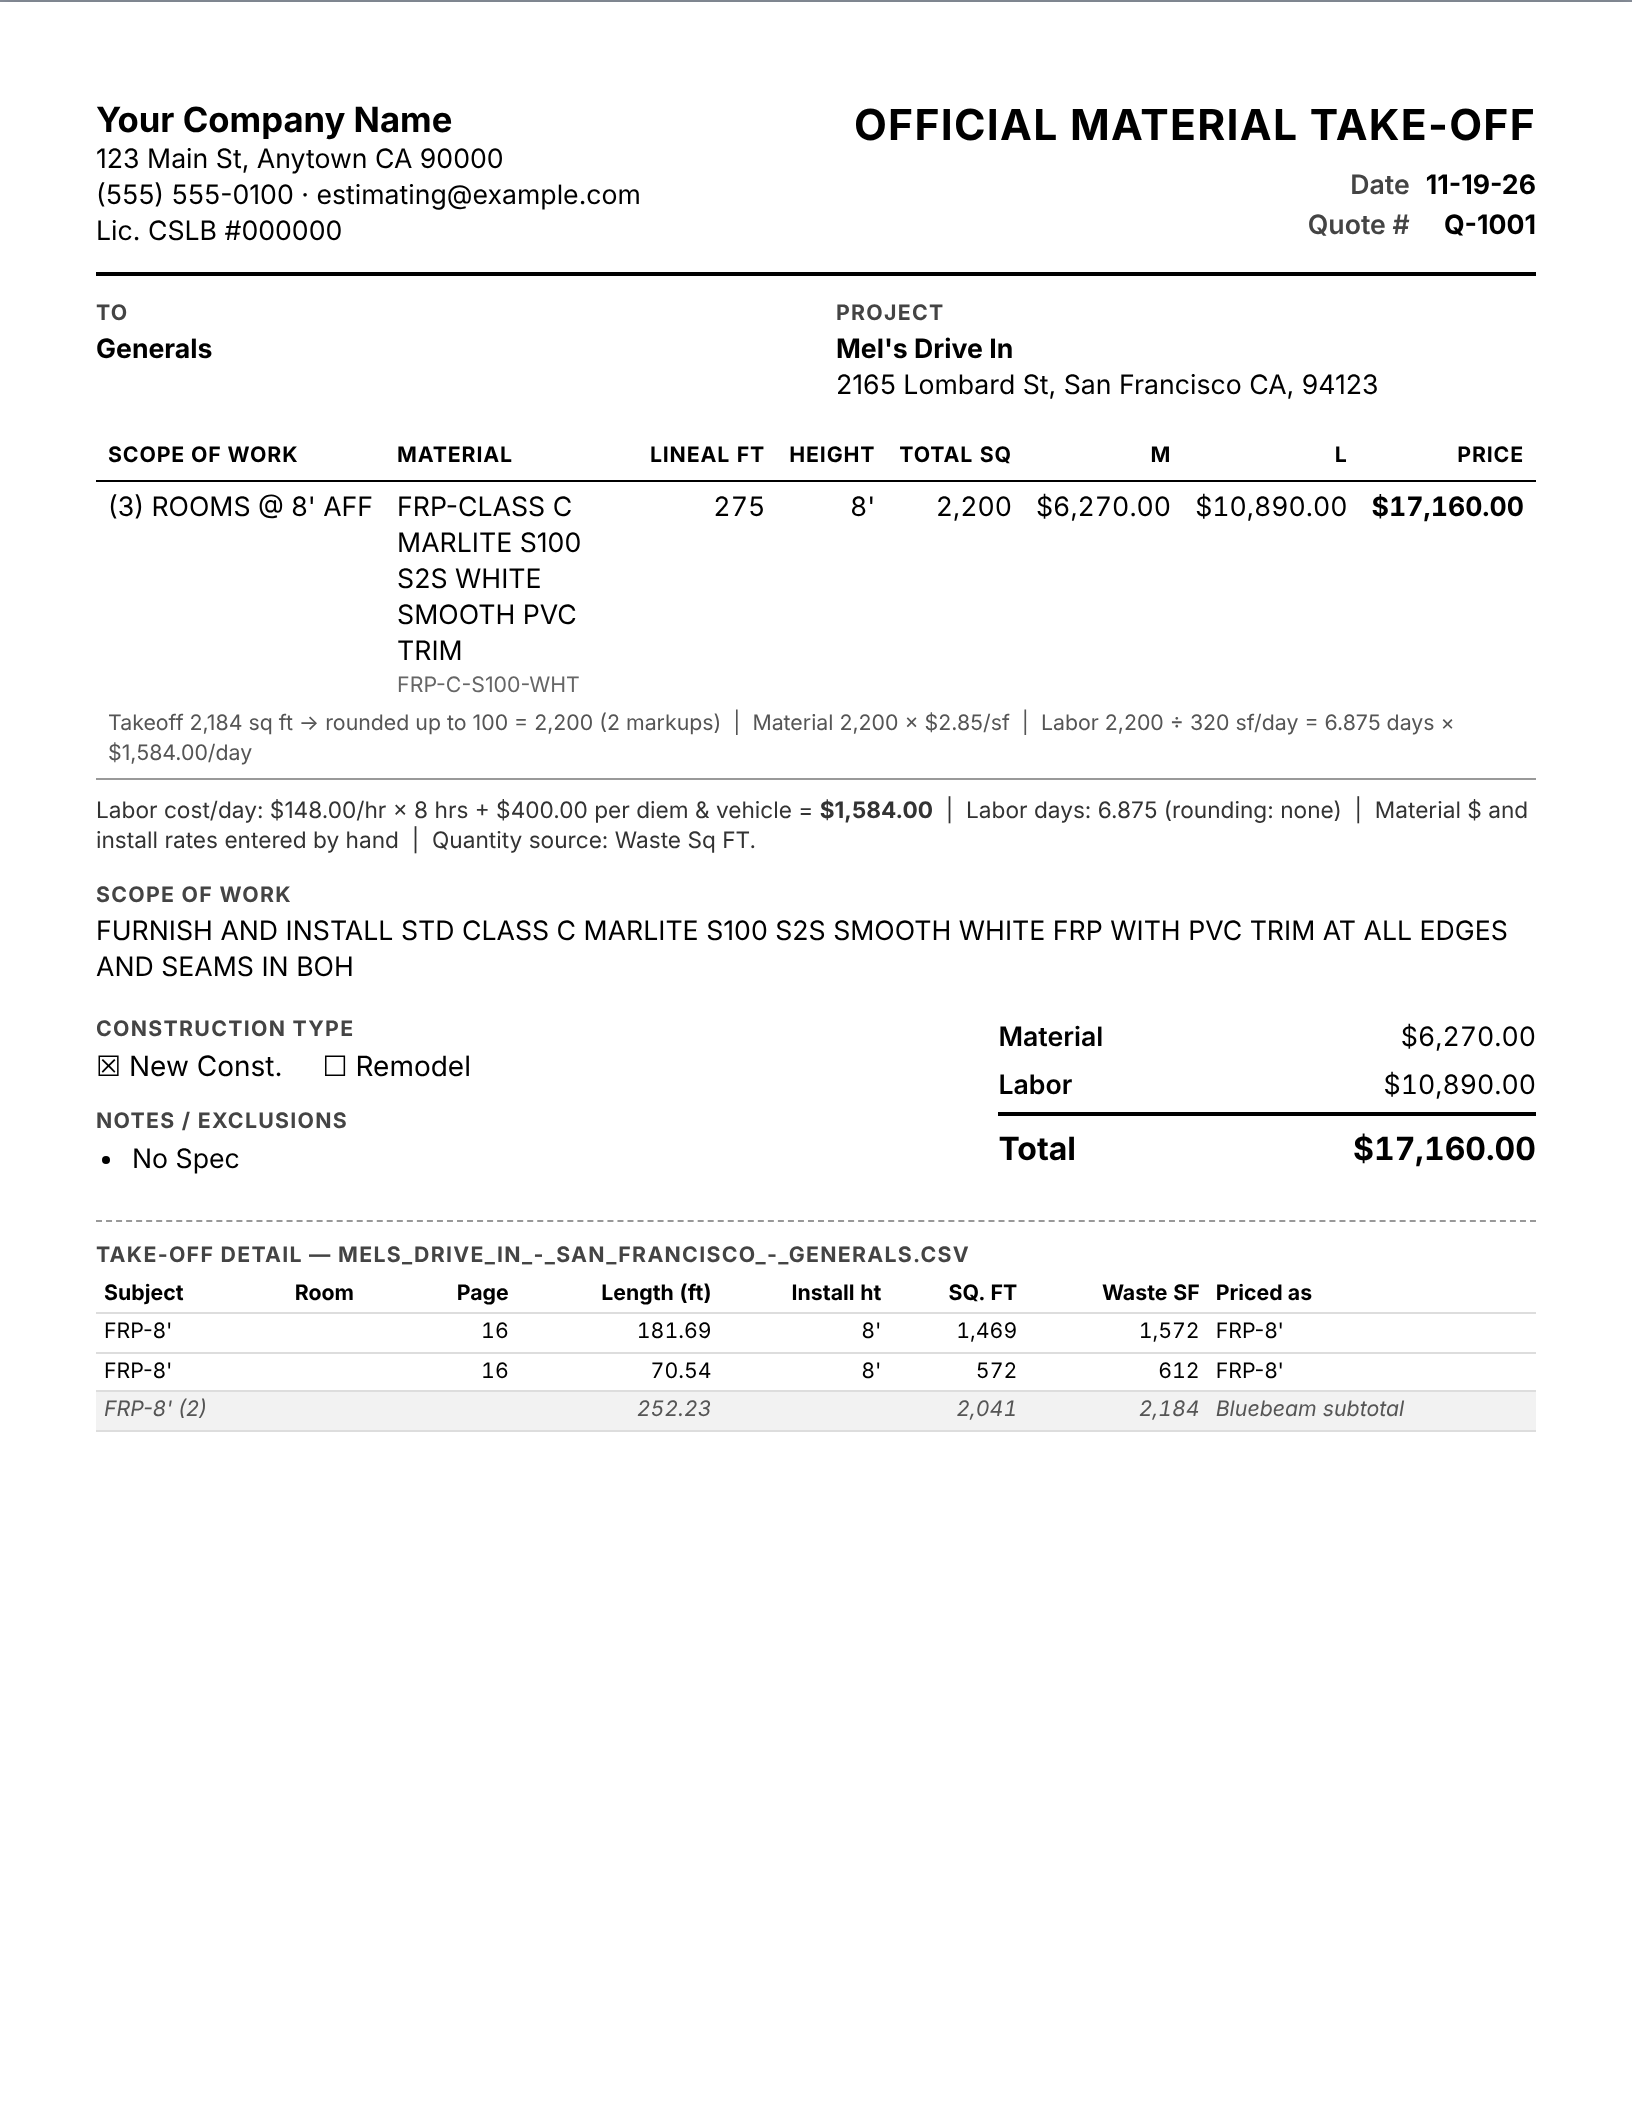 Your Company Name
123 Main St, Anytown CA 90000
(555) 555-0100 · estimating@example.com
Lic. CSLB #000000
OFFICIAL MATERIAL TAKE-OFF
Date 11-19-26
Quote # Q-1001
TO
Generals
PROJECT
Mel's Drive In
2165 Lombard St, San Francisco CA, 94123
SCOPE OF WORK MATERIAL LINEAL FT HEIGHT TOTAL SQ M L PRICE
(3) ROOMS @ 8' AFF FRP-CLASS C 275 8' 2,200 $6,270.00 $10,890.00 $17,160.00
MARLITE S100
S2S WHITE
SMOOTH PVC
TRIM
FRP-C-S100-WHT
Takeoff 2,184 sq ft → rounded up to 100 = 2,200 (2 markups) | Material 2,200 × $2.85/sf | Labor 2,200 ÷ 320 sf/day = 6.875 days ×
$1,584.00/day
Labor cost/day: $148.00/hr × 8 hrs + $400.00 per diem & vehicle = $1,584.00 | Labor days: 6.875 (rounding: none) | Material $ and
install rates entered by hand | Quantity source: Waste Sq FT.
SCOPE OF WORK
FURNISH AND INSTALL STD CLASS C MARLITE S100 S2S SMOOTH WHITE FRP WITH PVC TRIM AT ALL EDGES
AND SEAMS IN BOH
CONSTRUCTION TYPE
☒ New Const. ☐ Remodel
NOTES / EXCLUSIONS
• No Spec
Material $6,270.00
Labor $10,890.00
Total $17,160.00
TAKE-OFF DETAIL — MELS_DRIVE_IN_-_SAN_FRANCISCO_-_GENERALS.CSV
Subject Room Page Length (ft) Install ht SQ. FT Waste SF Priced as
FRP-8' 16 181.69 8' 1,469 1,572 FRP-8'
FRP-8' 16 70.54 8' 572 612 FRP-8'
FRP-8' (2) 252.23 2,041 2,184 Bluebeam subtotal